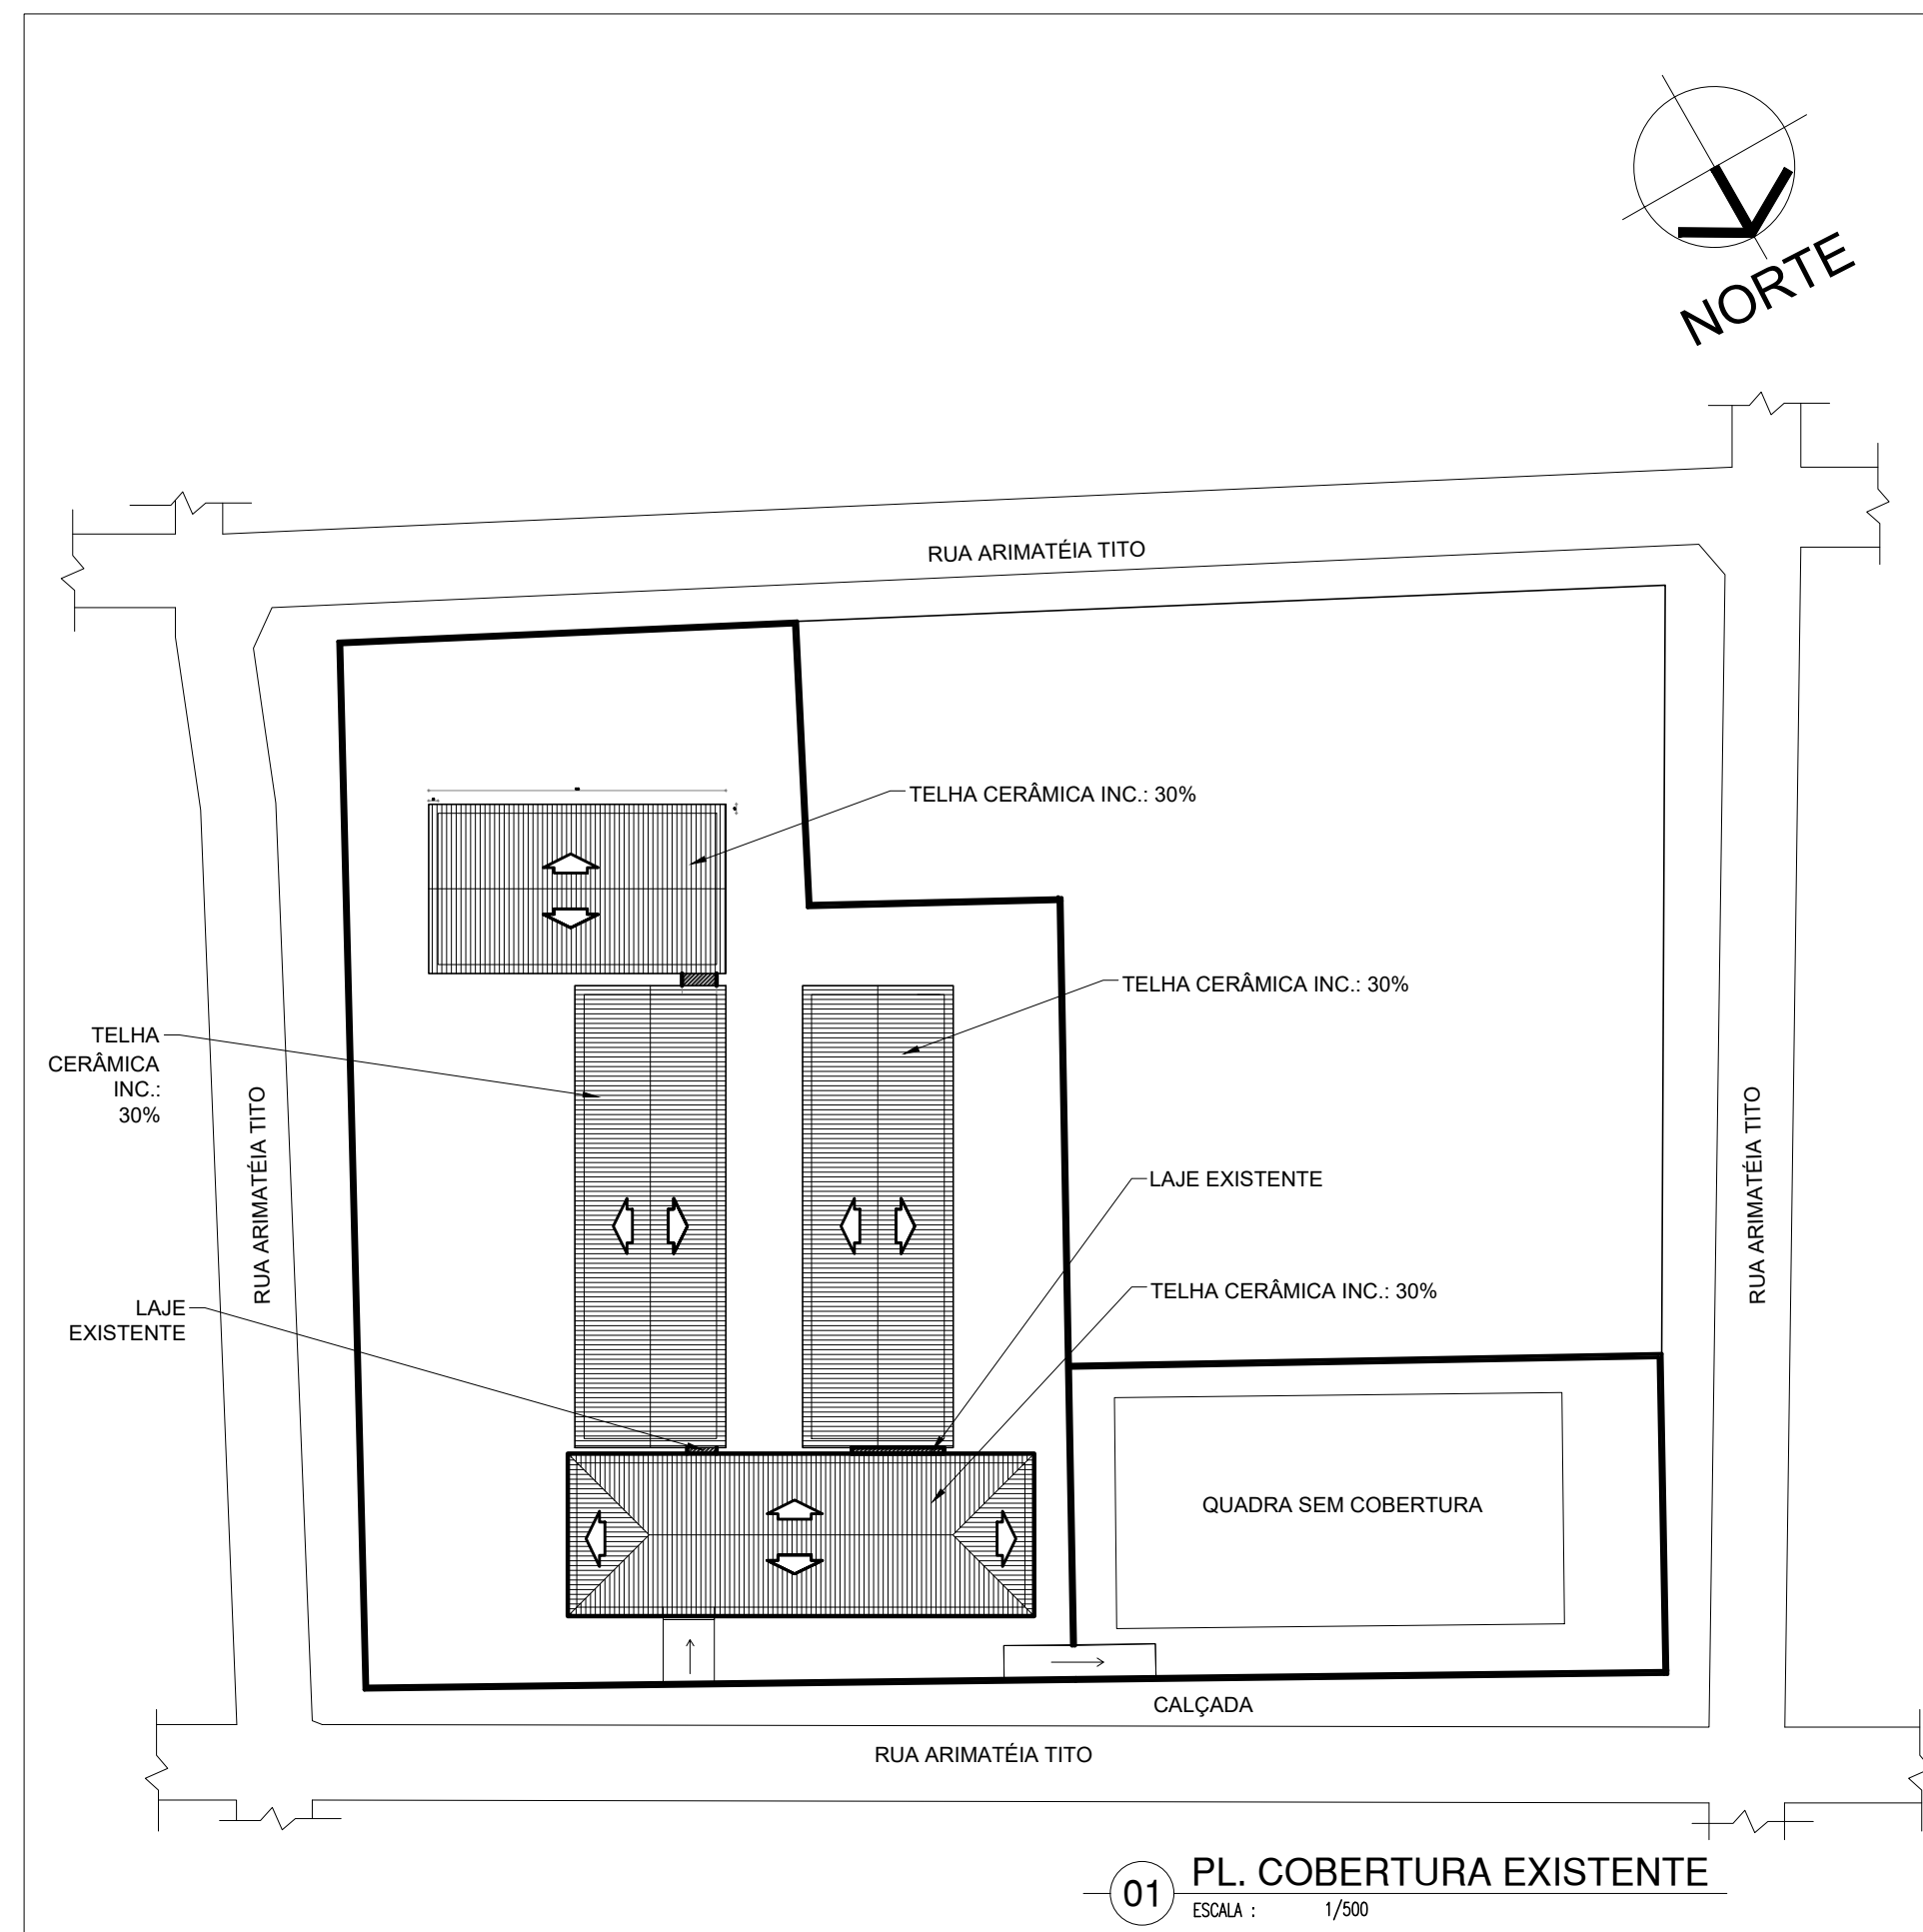 NORTE
RUA ARIMATÉIA TITO
TELHA CERÂMICA INC.: 30%
TELHA CERÂMICA INC.: 30%
TELHA
CERÂMICA
INC.:
30%
RUA ARIMATÉIA TITO
RUA ARIMATÉIA TITO
LAJE EXISTENTE
TELHA CERÂMICA INC.: 30%
LAJE
EXISTENTE
QUADRA SEM COBERTURA
CALÇADA
RUA ARIMATÉIA TITO
01 PL. COBERTURA EXISTENTE
ESCALA : 1/500